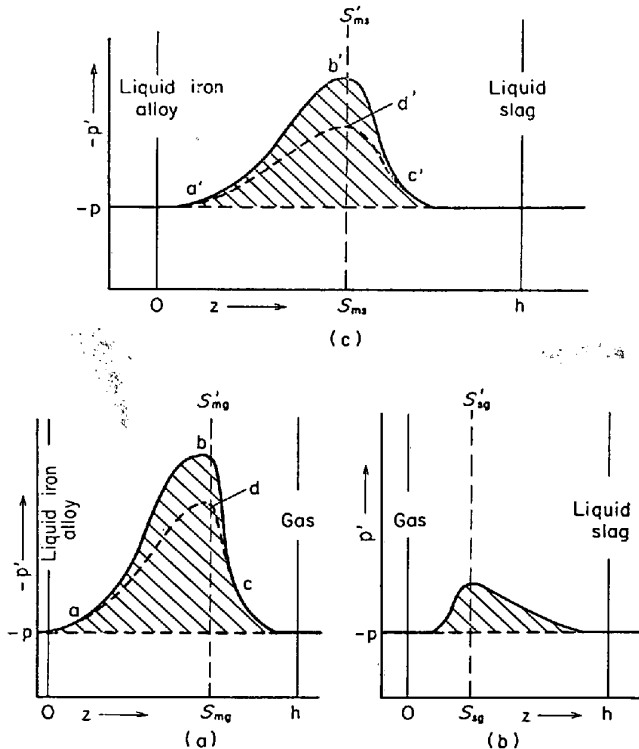 S'ms
b'
Liquid iron
alloy
Liquid
slag
d'
-p'
a'
c'
-p
O
z
Sms
h
(c)
S'mg
b
d
Liquid iron
alloy
Gas
-p'
a
c
-p
O
z
Smg
h
(a)
S'sg
p'
Gas
Liquid
slag
O
Ssg
z
h
(b)